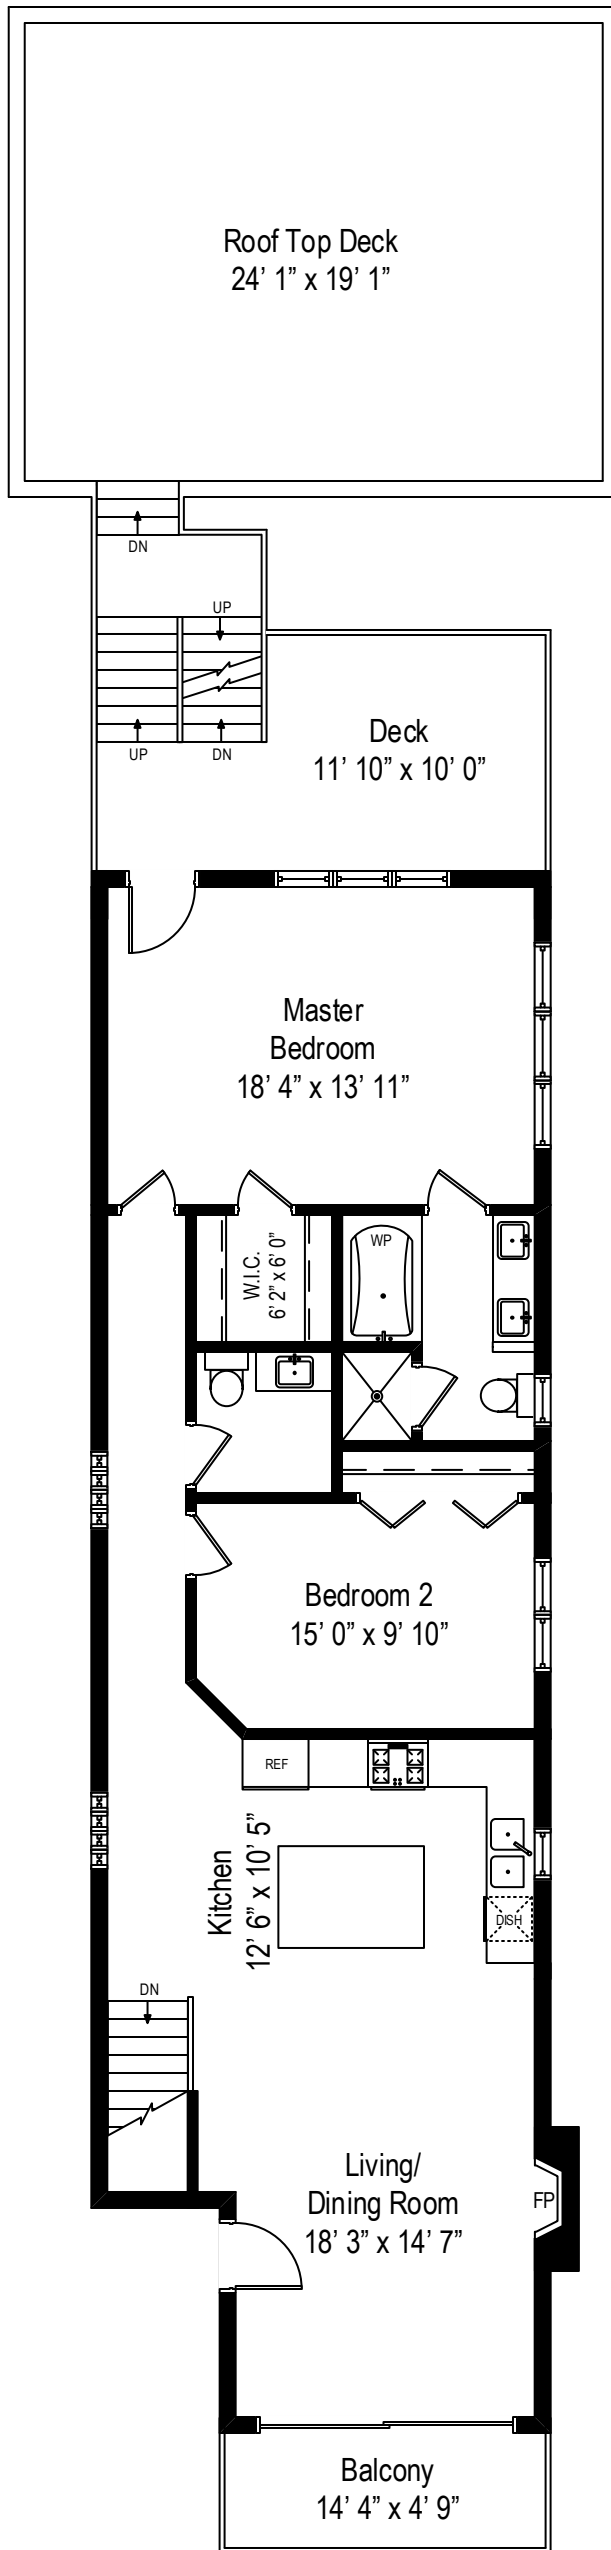 Roof Top Deck
24’ 1” x 19’ 1”
DN
UP
UP
DN
Deck
11’ 10” x 10’ 0”
Master
Bedroom
18’ 4” x 13’ 11”
W.I.C.
6’ 2” x 6’ 0”
WP
Bedroom 2
15’ 0” x 9’ 10”
REF
Kitchen
12’ 6” x 10’ 5”
DISH
DN
Living/
Dining Room
18’ 3” x 14’ 7”
FP
Balcony
14’ 4” x 4’ 9”